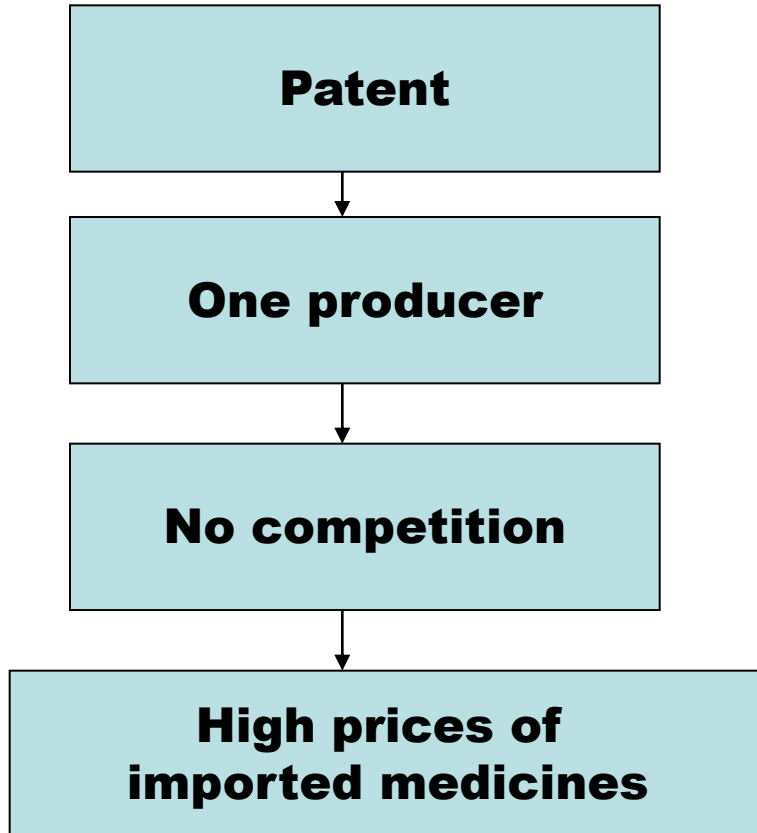 Patent
One producer
No competition
High prices of
imported medicines